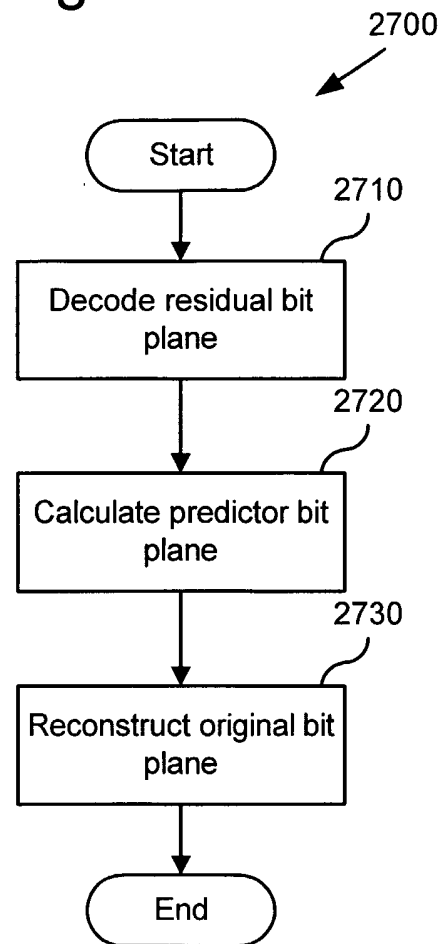 2700
Start
2710
Decode residual bit
plane
2720
Calculate predictor bit
plane
2730
Reconstruct original bit
plane
End